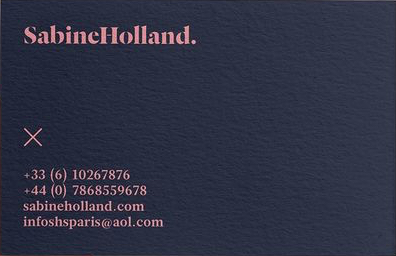 SabineHolland.
+33 (6) 10267876
+44 (0) 7868559678
sabineholland.com
infoshsparis@aol.com